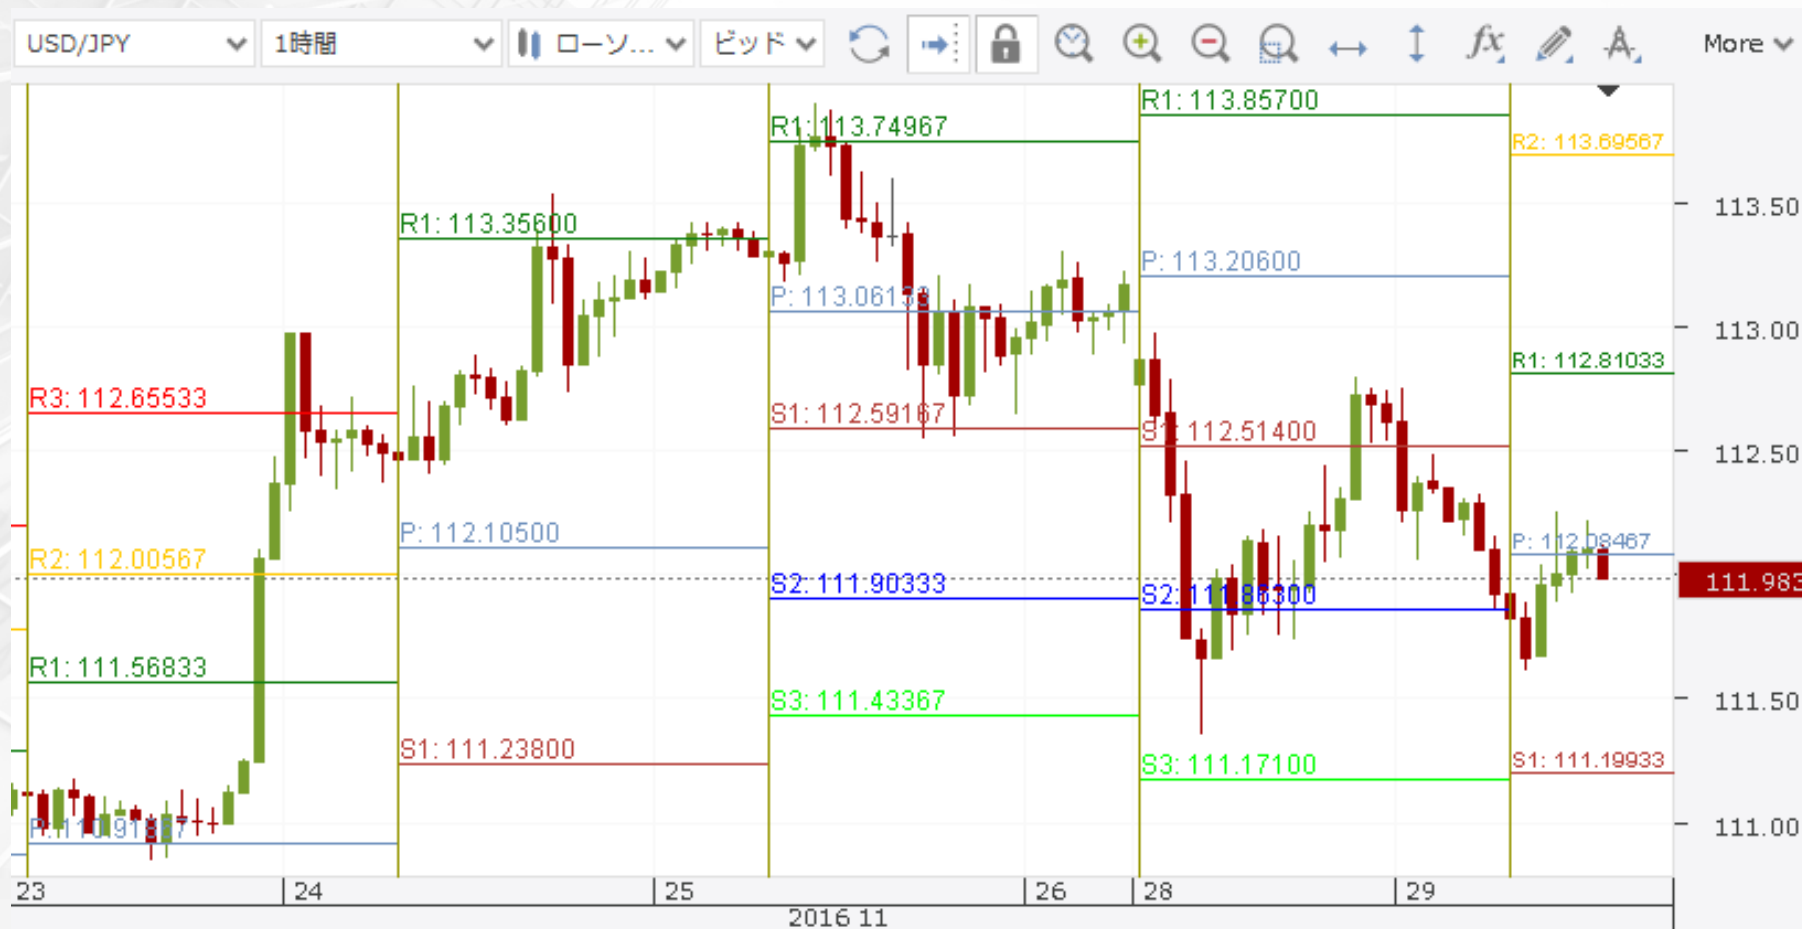 USD/JPY 1時間 ローソ... ビッド fx A More
R1: 113.85700
R1: 113.74967
R2: 113.69567
113.50
R1: 113.35600
P: 113.20600
P: 113.06133
113.00
R1: 112.81033
R3: 112.65533
S1: 112.59167
S1: 112.51400
112.50
P: 112.10500
P: 112.08467
R2: 112.00567
111.983
S2: 111.90333
S2: 111.86300
R1: 111.56833
111.50
S3: 111.43367
S1: 111.23800
S1: 111.19933
S3: 111.17100
111.00
23 24 25 26 28 29
2016 11